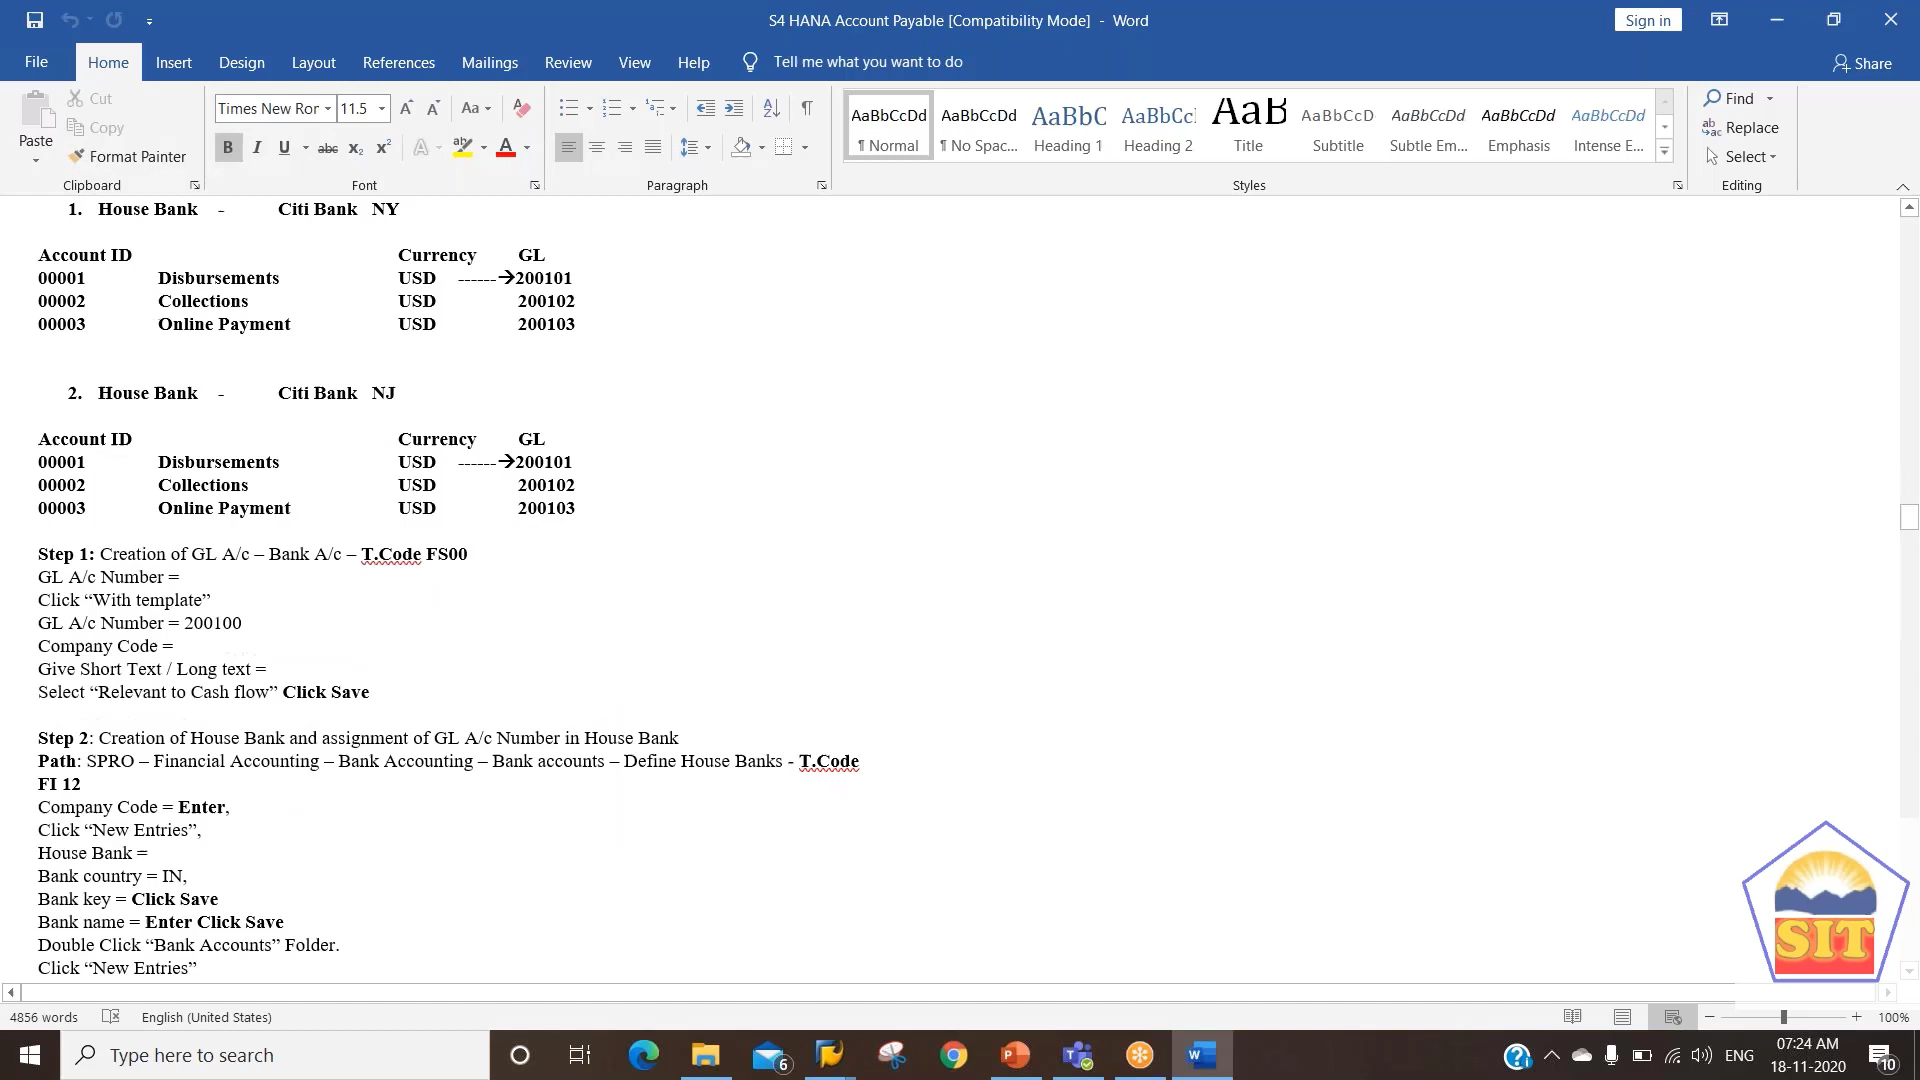 S4 HANA Account Payable [Compatibility Mode] - Word
Sign in
File Home Insert Design Layout References Mailings Review View Help Tell me what you want to do Share
Paste
Cut
Copy
Format Painter
Clipboard
Times New Ror 11.5
Font
Paragraph
AaBbCcDd AaBbCcDd AaBbC AaBbCc AaB AaBbCcD AaBbCcDd AaBbCcDd AaBbCcDd
¶ Normal ¶ No Spac... Heading 1 Heading 2 Title Subtitle Subtle Em... Emphasis Intense E...
Styles
Find
Replace
Select
Editing
1. House Bank - Citi Bank NY
Account ID Currency GL
00001 Disbursements USD ------→200101
00002 Collections USD 200102
00003 Online Payment USD 200103
2. House Bank - Citi Bank NJ
Account ID Currency GL
00001 Disbursements USD ------→200101
00002 Collections USD 200102
00003 Online Payment USD 200103
Step 1: Creation of GL A/c – Bank A/c – T.Code FS00
GL A/c Number =
Click “With template”
GL A/c Number = 200100
Company Code =
Give Short Text / Long text =
Select “Relevant to Cash flow” Click Save
Step 2: Creation of House Bank and assignment of GL A/c Number in House Bank
Path: SPRO – Financial Accounting – Bank Accounting – Bank accounts – Define House Banks - T.Code
FI 12
Company Code = Enter,
Click “New Entries”,
House Bank =
Bank country = IN,
Bank key = Click Save
Bank name = Enter Click Save
Double Click “Bank Accounts” Folder.
Click “New Entries”
SIT
4856 words English (United States) 100%
Type here to search
6
ENG
07:24 AM
18-11-2020
10